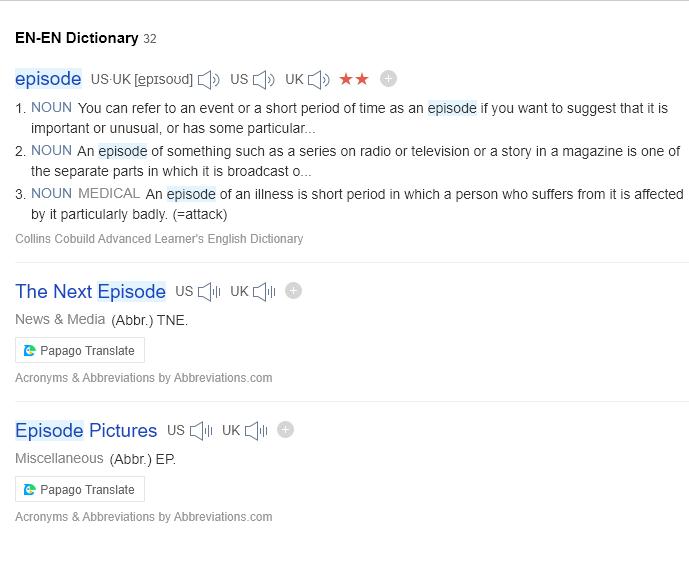 EN-EN Dictionary 32
episode US·UK [epɪsoʊd] US UK
1. NOUN You can refer to an event or a short period of time as an episode if you want to suggest that it is
important or unusual, or has some particular...
2. NOUN An episode of something such as a series on radio or television or a story in a magazine is one of
the separate parts in which it is broadcast o...
3. NOUN MEDICAL An episode of an illness is short period in which a person who suffers from it is affected
by it particularly badly. (=attack)
Collins Cobuild Advanced Learner's English Dictionary
The Next Episode US UK
News & Media (Abbr.) TNE.
Papago Translate
Acronyms & Abbreviations by Abbreviations.com
Episode Pictures US UK
Miscellaneous (Abbr.) EP.
Papago Translate
Acronyms & Abbreviations by Abbreviations.com